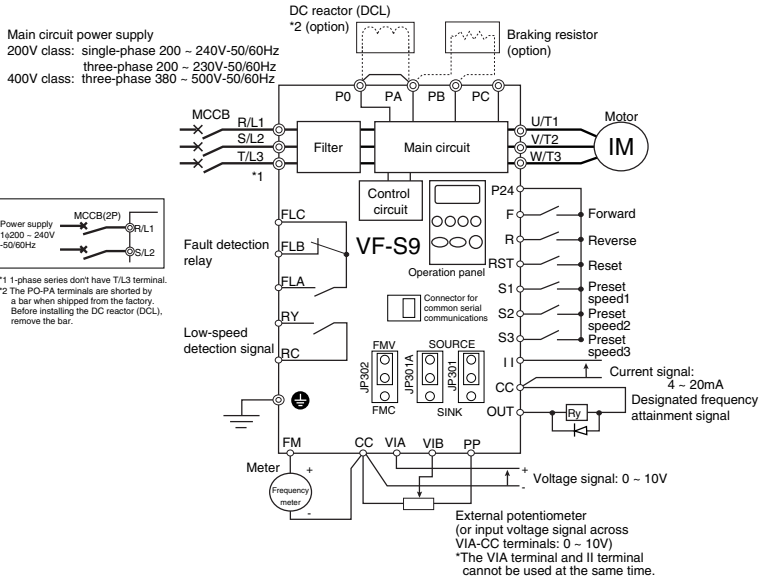 DC reactor (DCL)
*2 (option)
Main circuit power supply
200V class: single-phase 200 ~ 240V-50/60Hz
three-phase 200 ~ 230V-50/60Hz
400V class: three-phase 380 ~ 500V-50/60Hz
Braking resistor
(option)
P0
PA
PB
PC
MCCB
R/L1
S/L2
T/L3
*1
Filter
Main circuit
U/T1
V/T2
W/T3
Motor
IM
Control
circuit
Power supply
1ϕ200 ~ 240V
-50/60Hz
MCCB(2P)
R/L1
S/L2
*1 1-phase series don't have T/L3 terminal.
*2 The PO-PA terminals are shorted by
a bar when shipped from the factory.
Before installing the DC reactor (DCL),
remove the bar.
FLC
FLB
FLA
Fault detection
relay
VF-S9
Operation panel
P24
F
Forward
R
Reverse
RST
Reset
S1
Preset
speed1
S2
Preset
speed2
S3
Preset
speed3
Connector for
common serial
communications
RY
RC
Low-speed
detection signal
FMV
JP302
FMC
SOURCE
JP301A
JP301
SINK
II
CC
OUT
Current signal:
4 ~ 20mA
Designated frequency
attainment signal
Ry
FM
CC
VIA
VIB
PP
Meter
+
Frequency
meter
-
+
-
Voltage signal: 0 ~ 10V
External potentiometer
(or input voltage signal across
VIA-CC terminals: 0 ~ 10V)
*The VIA terminal and II terminal
cannot be used at the same time.